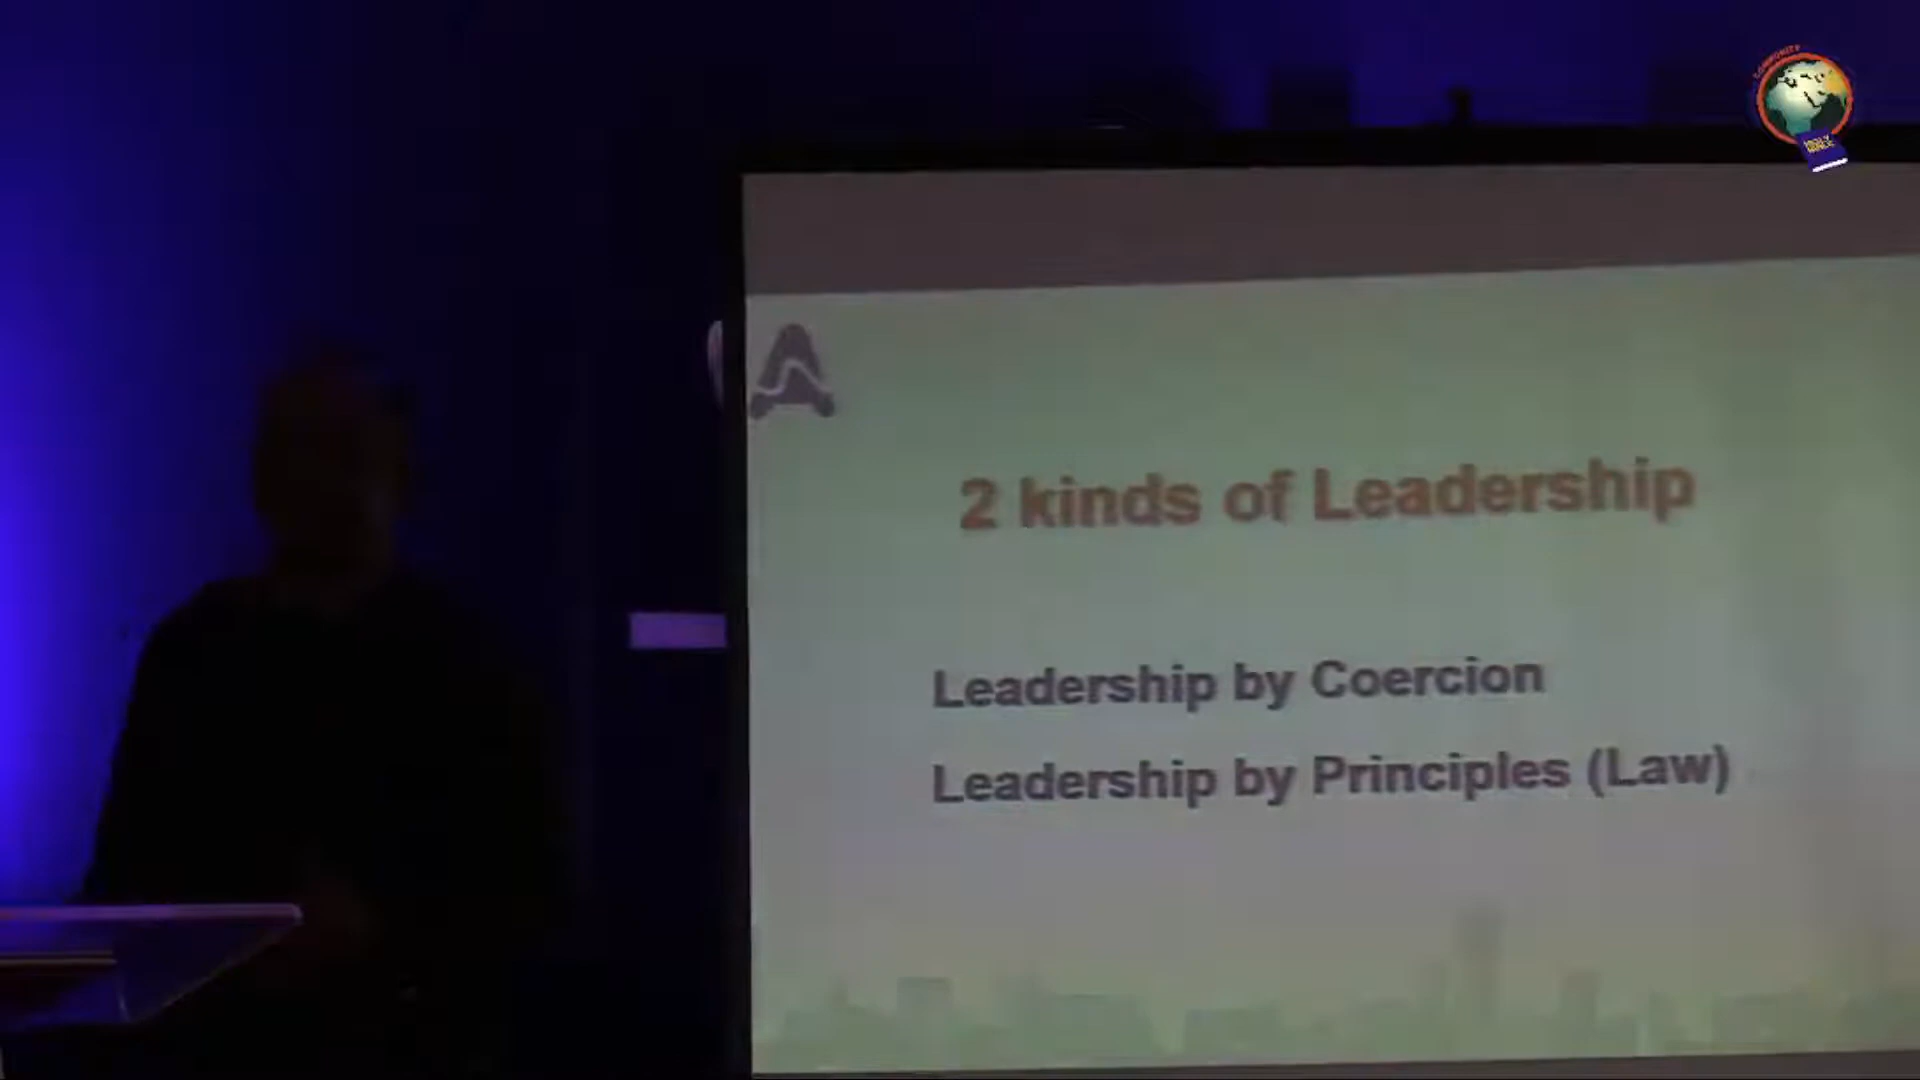 2 kinds of Leadership
Leadership by Coercion
Leadership by Principles (Law)